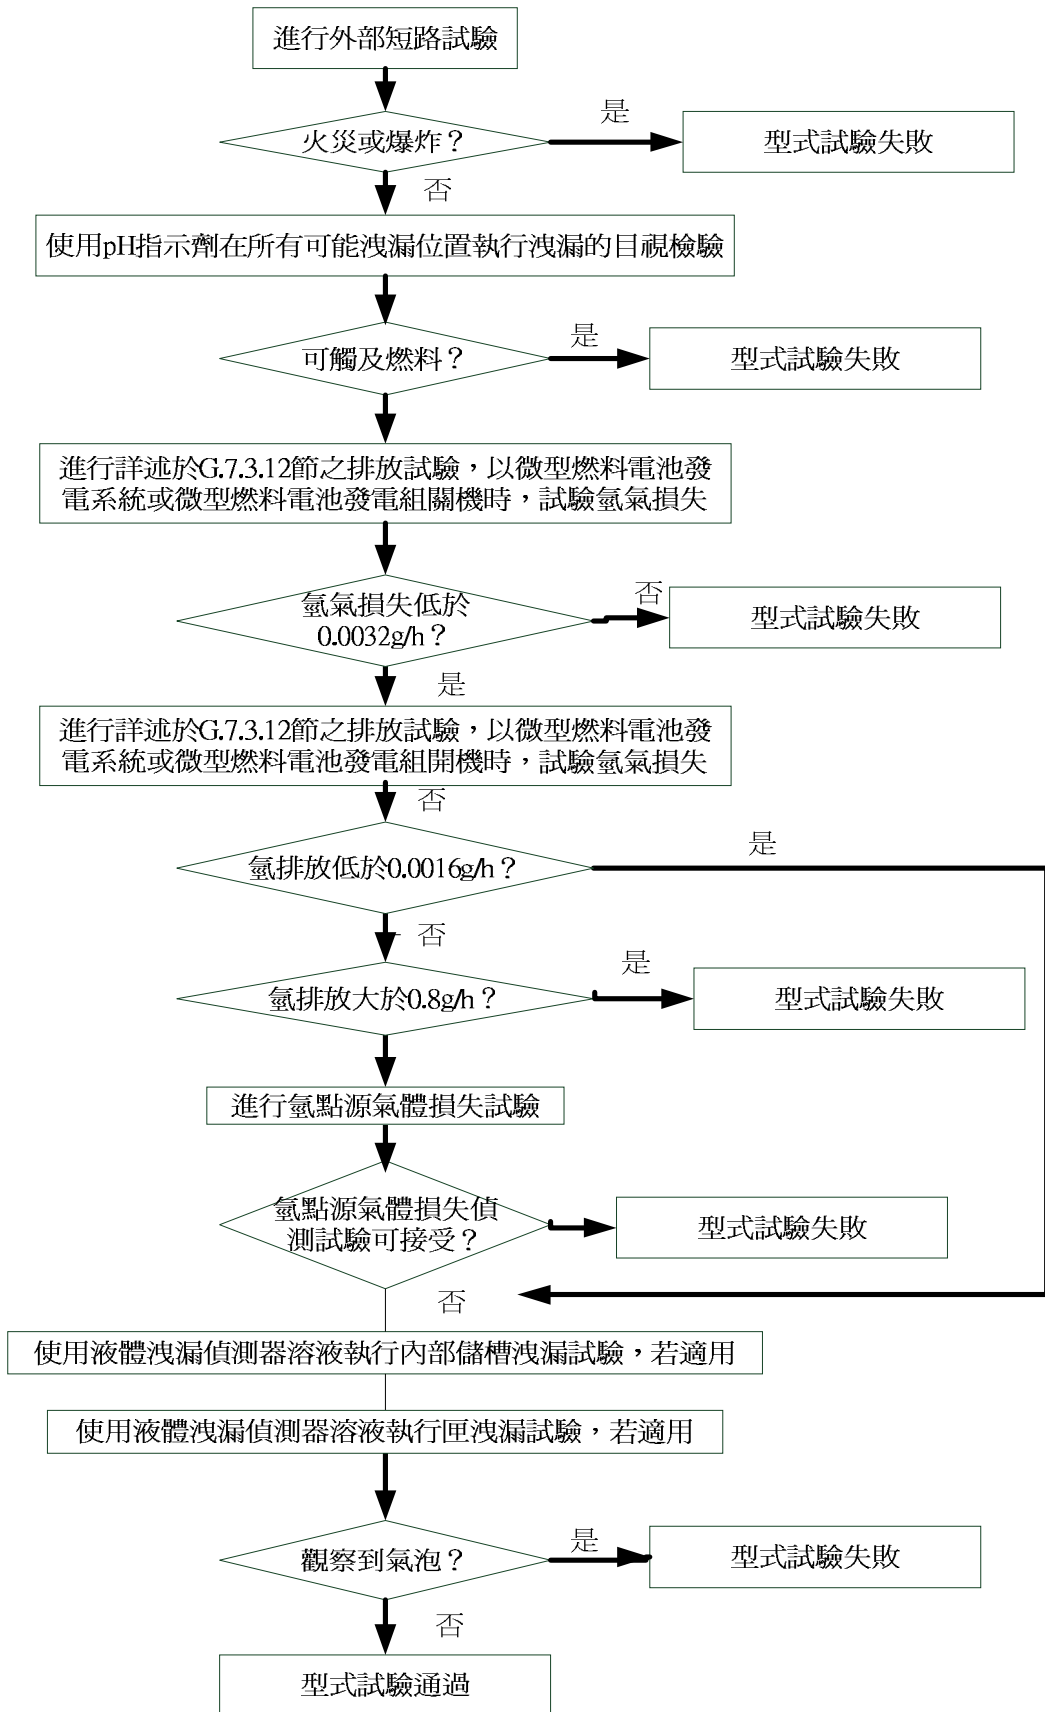 進行外部短路試驗
是
火災或爆炸？
型式試驗失敗
否
使用pH指示劑在所有可能洩漏位置執行洩漏的目視檢驗
是
可觸及燃料？
型式試驗失敗
進行詳述於G.7.3.12節之排放試驗，以微型燃料電池發
電系統或微型燃料電池發電組關機時，試驗氫氣損失
否
氫氣損失低於
0.0032g/h？
型式試驗失敗
是
進行詳述於G.7.3.12節之排放試驗，以微型燃料電池發
電系統或微型燃料電池發電組開機時，試驗氫氣損失
否
是
氫排放低於0.0016g/h？
否
是
氫排放大於0.8g/h？
型式試驗失敗
進行氫點源氣體損失試驗
氫點源氣體損失偵
測試驗可接受？
型式試驗失敗
否
使用液體洩漏偵測器溶液執行內部儲槽洩漏試驗，若適用
使用液體洩漏偵測器溶液執行匣洩漏試驗，若適用
是
觀察到氣泡？
型式試驗失敗
否
型式試驗通過